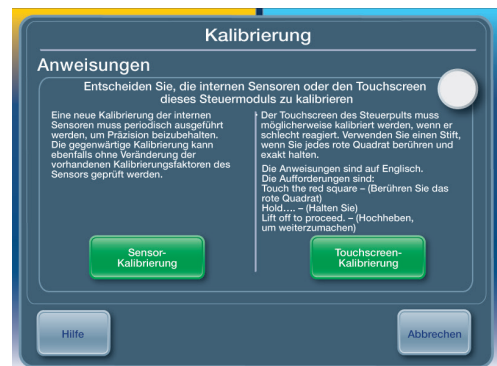 Kalibrierung
Anweisungen
Entscheiden Sie, die internen Sensoren oder den Touchscreen
dieses Steuermoduls zu kalibrieren
Eine neue Kalibrierung der internen
Sensoren muss periodisch ausgeführt
werden, um Präzision beizubehalten.
Die gegenwärtige Kalibrierung kann
ebenfalls ohne Veränderung der
vorhandenen Kalibrierungsfaktoren des
Sensors geprüft werden.
Sensor-
Kalibrierung
Der Touchscreen des Steuerpults muss
möglicherweise kalibriert werden, wenn er
schlecht reagiert. Verwenden Sie einen Stift,
wenn Sie jedes rote Quadrat berühren und
exakt halten.
Die Anweisungen sind auf Englisch.
Die Aufforderungen sind:
Touch the red square – (Berühren Sie das
rote Quadrat)
Hold.... – (Halten Sie)
Lift off to proceed. – (Hochheben,
um weiterzumachen)
Touchscreen-
Kalibrierung
Hilfe
Abbrechen